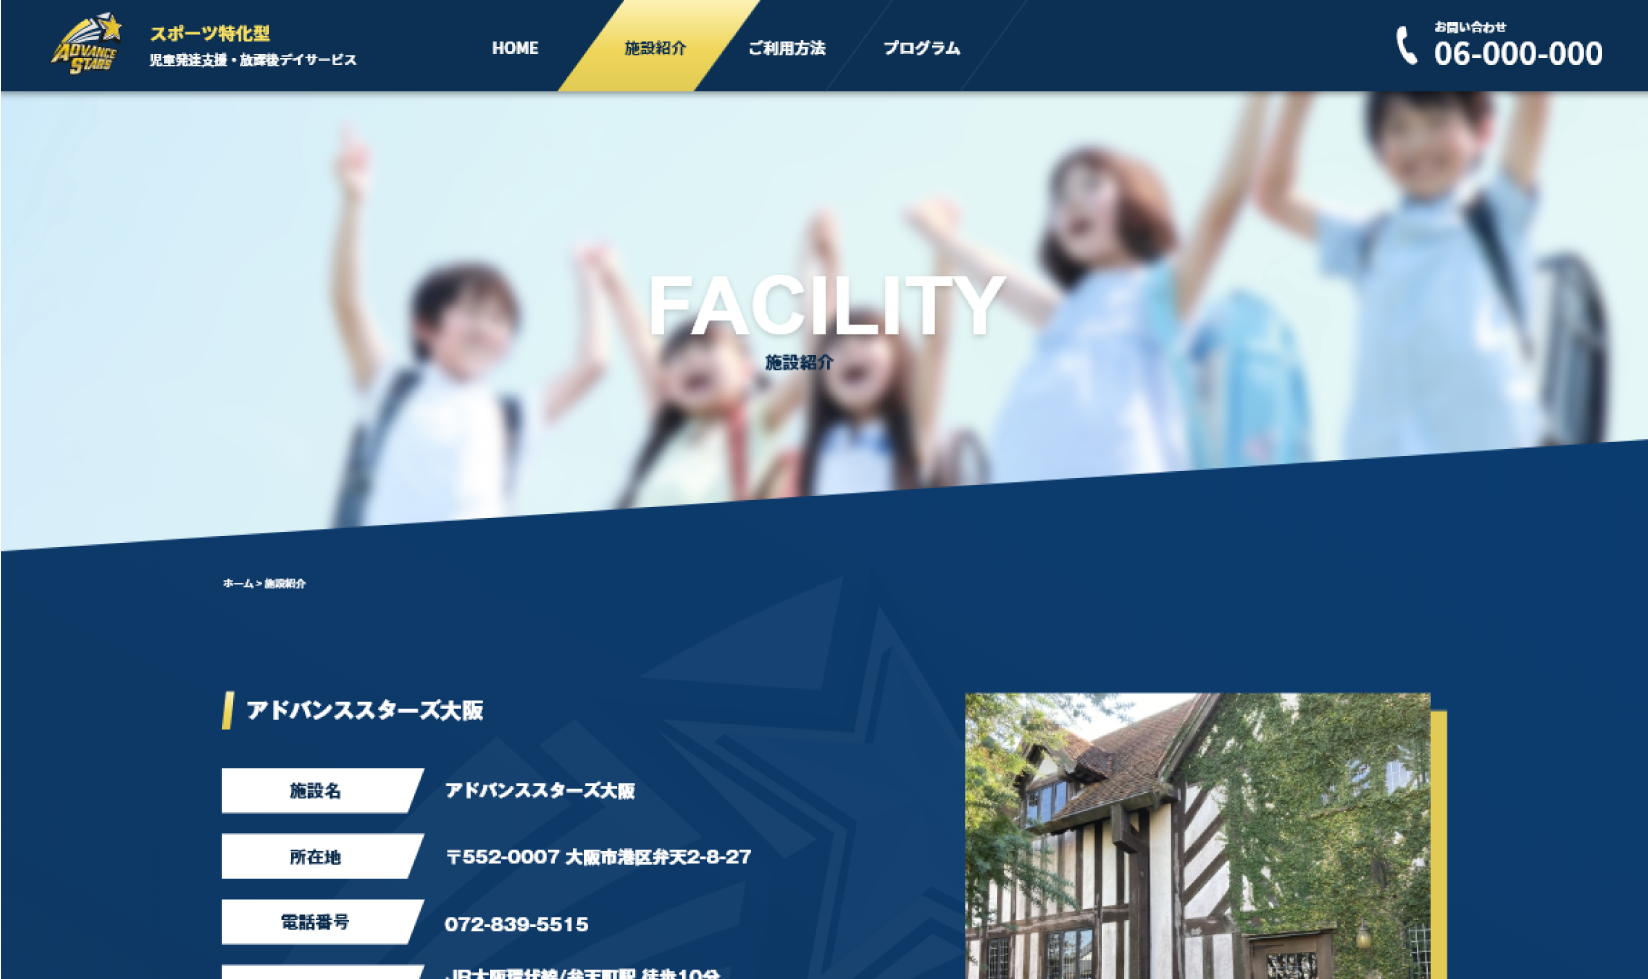 ADVANCE
STARS
スポーツ特化型
児童発達支援・放課後デイサービス
HOME
施設紹介
ご利用方法
プログラム
お問い合わせ
06-000-000
FACILITY
施設紹介
ホーム > 施設紹介
アドバンススターズ大阪
施設名
アドバンススターズ大阪
所在地
〒552-0007 大阪市港区弁天2-8-27
電話番号
072-839-5515
JR大阪環状線/弁天町駅 徒歩10分